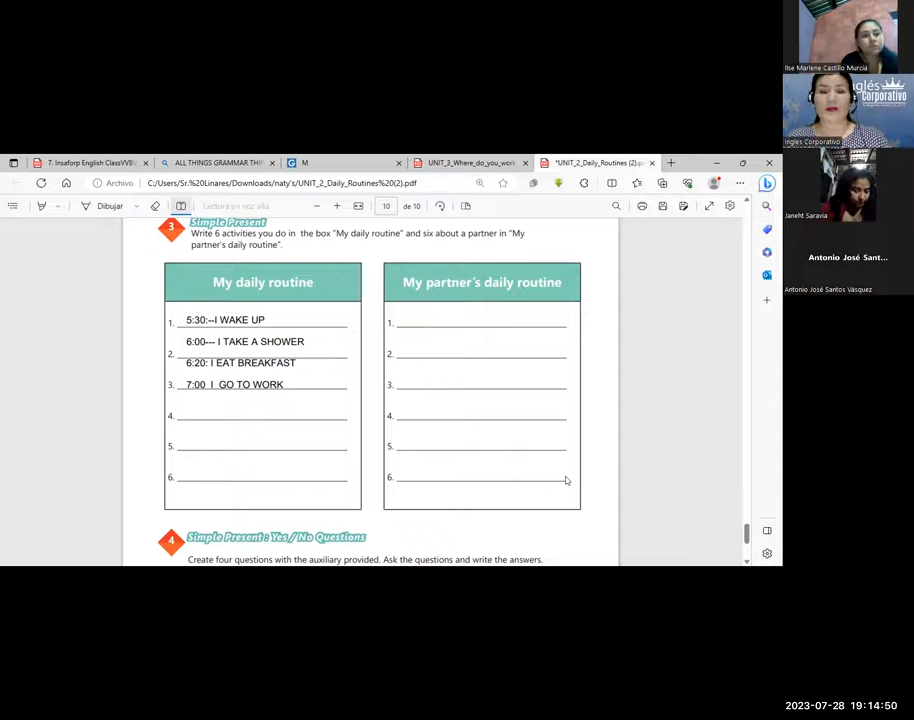 Ilse Marlene Castillo Murcia
Inglés Corporativo
Ingles Corporativo
Janeht Saravia
Antonio José Sant...
Antonio José Santos Vásquez
7. Insaforp English ClassVVB\
ALL THINGS GRAMMAR THIR
M
UNIT_3_Where_do_you_work
*UNIT_2_Daily_Routines (2).p
Archivo C:/Users/Sr.%20Linares/Downloads/naty's/UNIT_2_Daily_Routines%20(2).pdf
Dibujar Lectura en voz alta 10 de 10
3 Simple Present
Write 6 activities you do in the box "My daily routine" and six about a partner in "My
partner's daily routine".
My daily routine
1. 5:30:--I WAKE UP
6:00--- I TAKE A SHOWER
2.
6:20: I EAT BREAKFAST
3. 7:00 I GO TO WORK
4.
5.
6.
My partner's daily routine
1.
2.
3.
4.
5.
6.
4 Simple Present : Yes/No Questions
Create four questions with the auxiliary provided. Ask the questions and write the answers.
2023-07-28 19:14:50